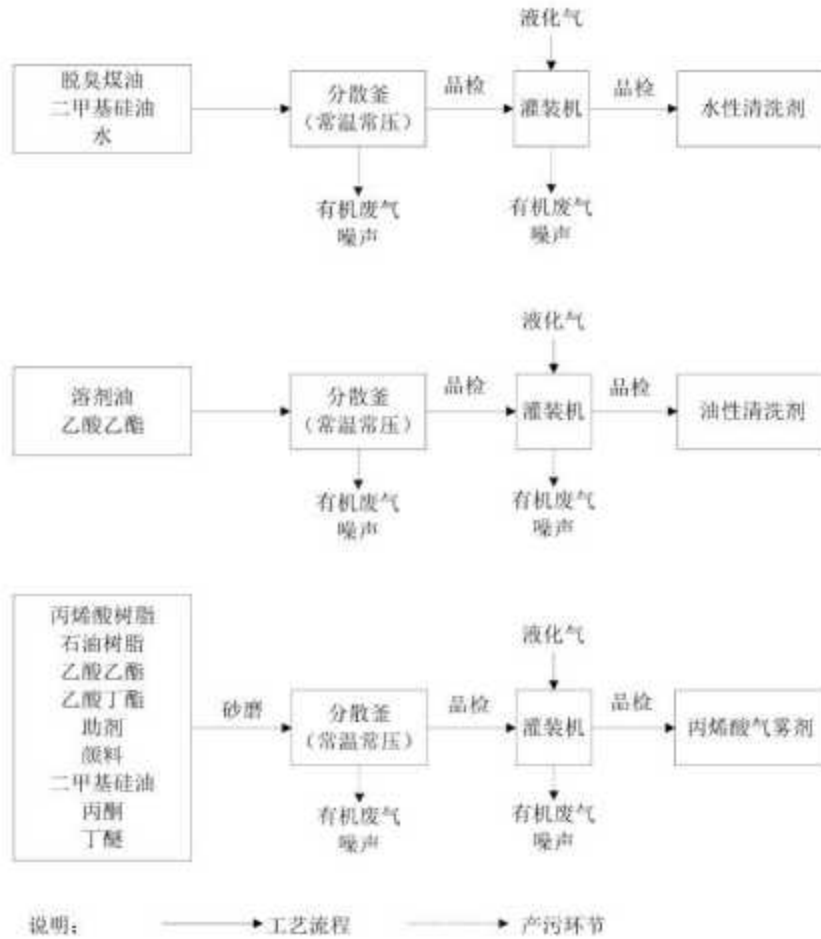 液化气
脱臭煤油
二甲基硅油
水
分散釜
（常温常压）
品检
灌装机
品检
水性清洗剂
有机废气
噪声
有机废气
噪声
液化气
溶剂油
乙酸乙酯
分散釜
（常温常压）
品检
灌装机
品检
油性清洗剂
有机废气
噪声
有机废气
噪声
丙烯酸树脂
石油树脂
乙酸乙酯
乙酸丁酯
助剂
颜料
二甲基硅油
丙酮
丁醚
砂磨
分散釜
（常温常压）
品检
液化气
灌装机
品检
丙烯酸气雾剂
有机废气
噪声
有机废气
噪声
说明： 工艺流程 产污环节